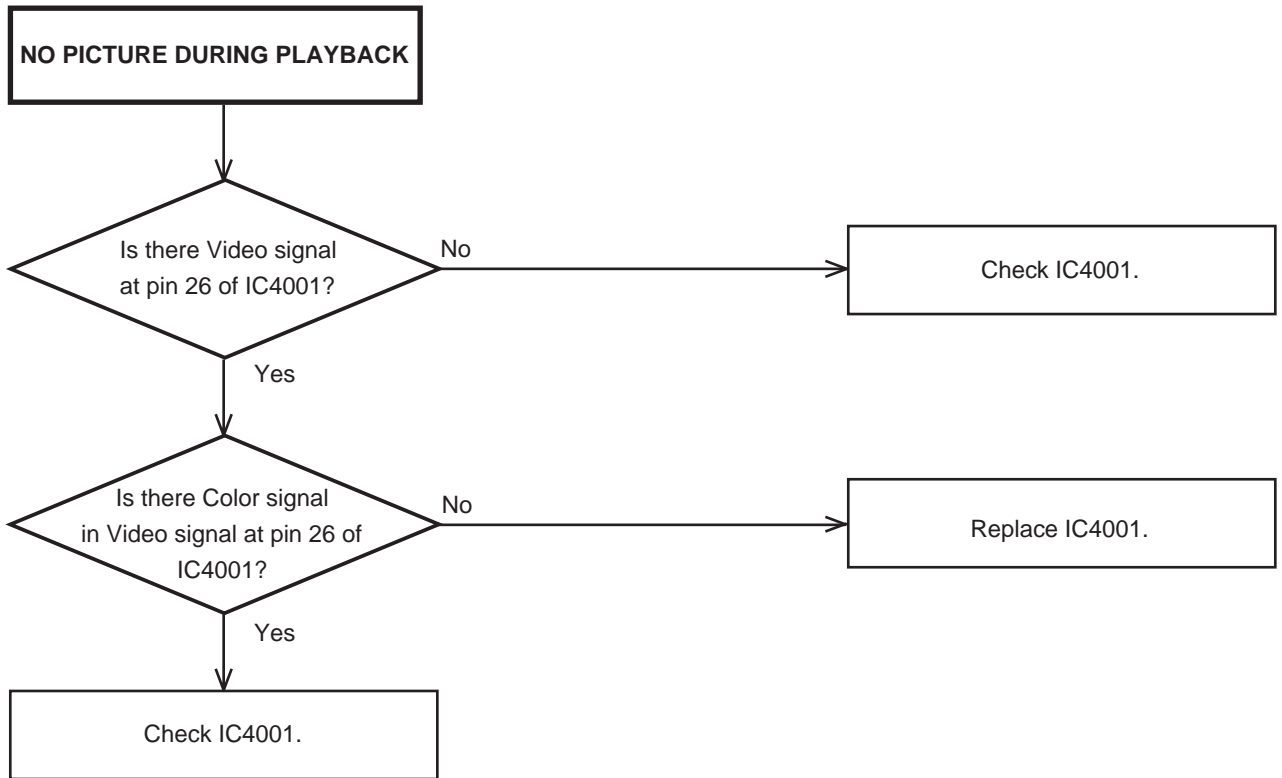 NO PICTURE DURING PLAYBACK
Is there Video signal
at pin 26 of IC4001?
No
Check IC4001.
Yes
Is there Color signal
in Video signal at pin 26 of
IC4001?
No
Replace IC4001.
Yes
Check IC4001.